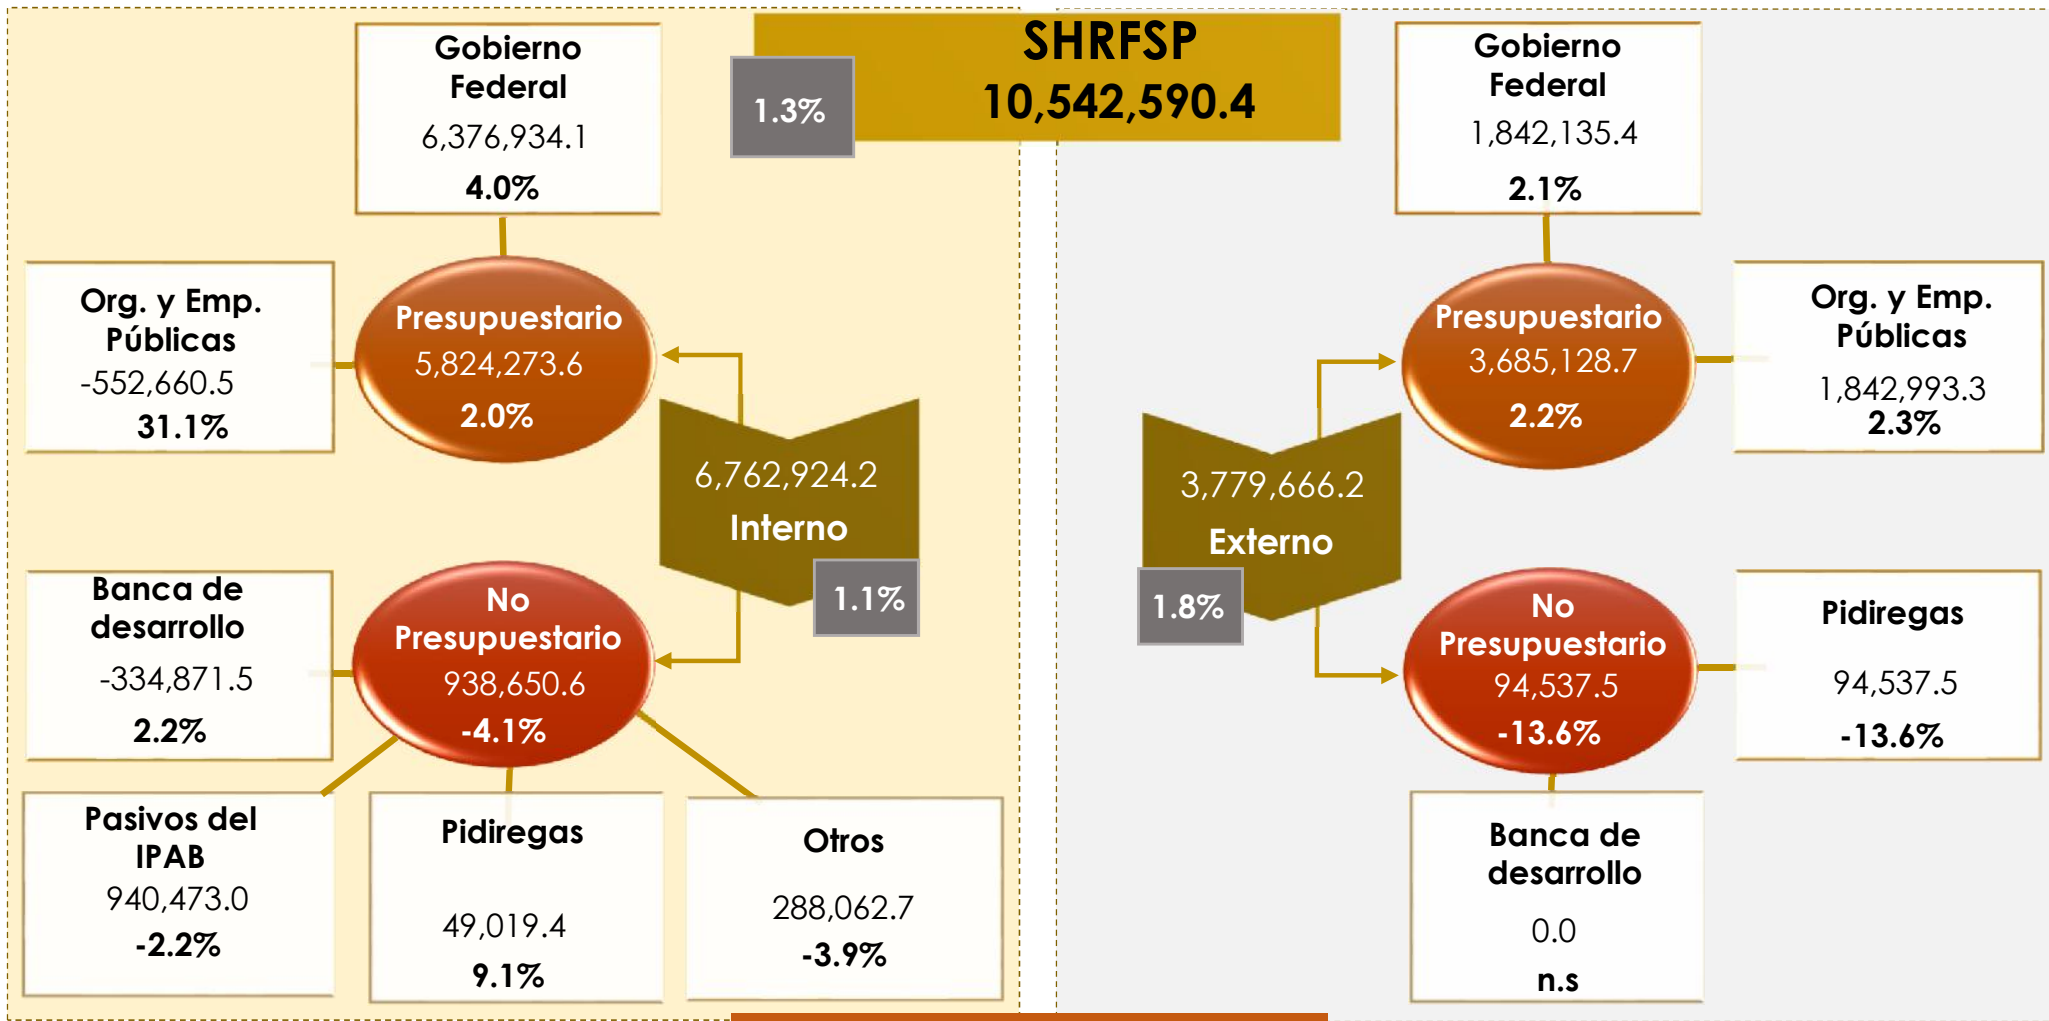 SHRFSP
10,542,590.4
1.3%
Gobierno
Federal
6,376,934.1
4.0%
Org. y Emp.
Públicas
-552,660.5
31.1%
Presupuestario
5,824,273.6
2.0%
6,762,924.2
Interno
1.1%
Banca de
desarrollo
-334,871.5
2.2%
No
Presupuestario
938,650.6
-4.1%
Pasivos del
IPAB
940,473.0
-2.2%
Pidiregas
49,019.4
9.1%
Otros
288,062.7
-3.9%
Gobierno
Federal
1,842,135.4
2.1%
Presupuestario
3,685,128.7
2.2%
Org. y Emp.
Públicas
1,842,993.3
2.3%
3,779,666.2
Externo
1.8%
No
Presupuestario
94,537.5
-13.6%
Pidiregas
94,537.5
-13.6%
Banca de
desarrollo
0.0
n.s